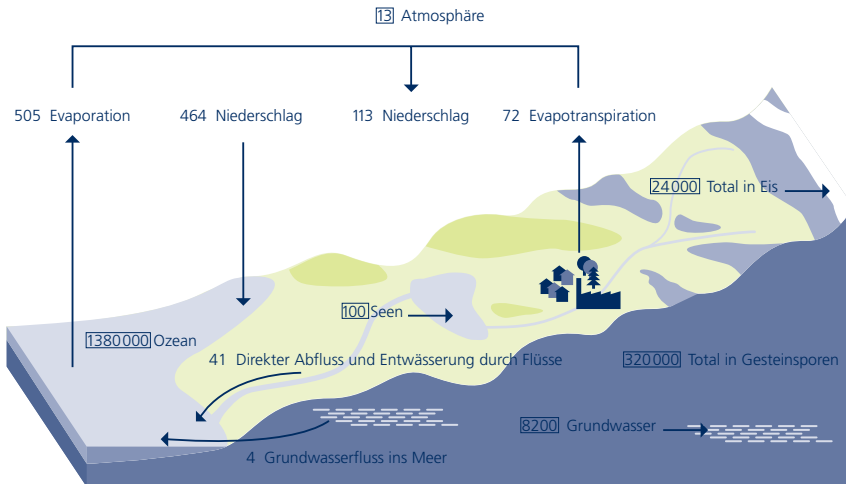 13 Atmosphäre
505 Evaporation
464 Niederschlag
113 Niederschlag
72 Evapotranspiration
24000 Total in Eis
100 Seen
1380000 Ozean
41 Direkter Abfluss und Entwässerung durch Flüsse
320000 Total in Gesteinsporen
8200 Grundwasser
4 Grundwasserfluss ins Meer